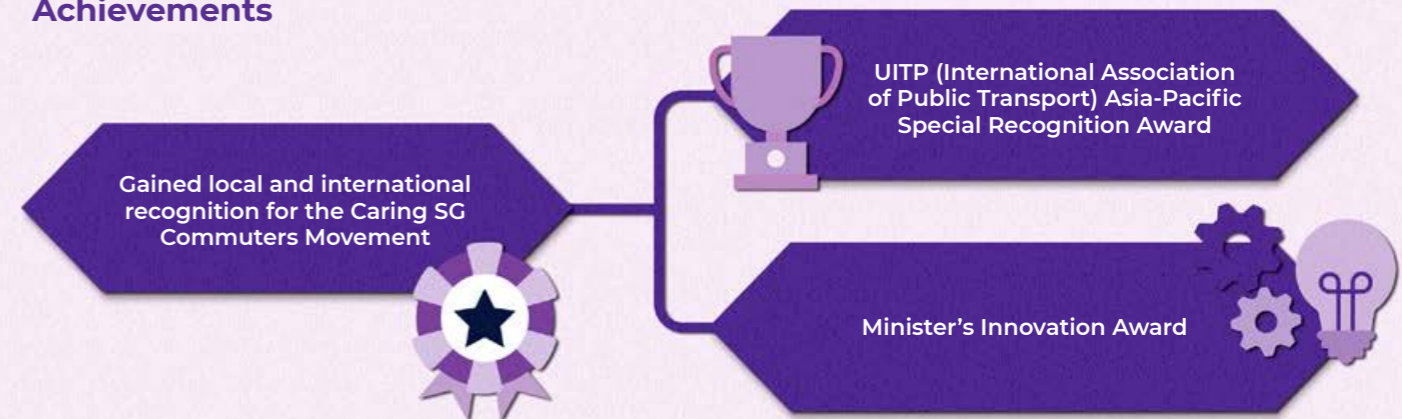 Achievements
Gained local and international
recognition for the Caring SG
Commuters Movement
UITP (International Association
of Public Transport) Asia-Pacific
Special Recognition Award
Minister’s Innovation Award